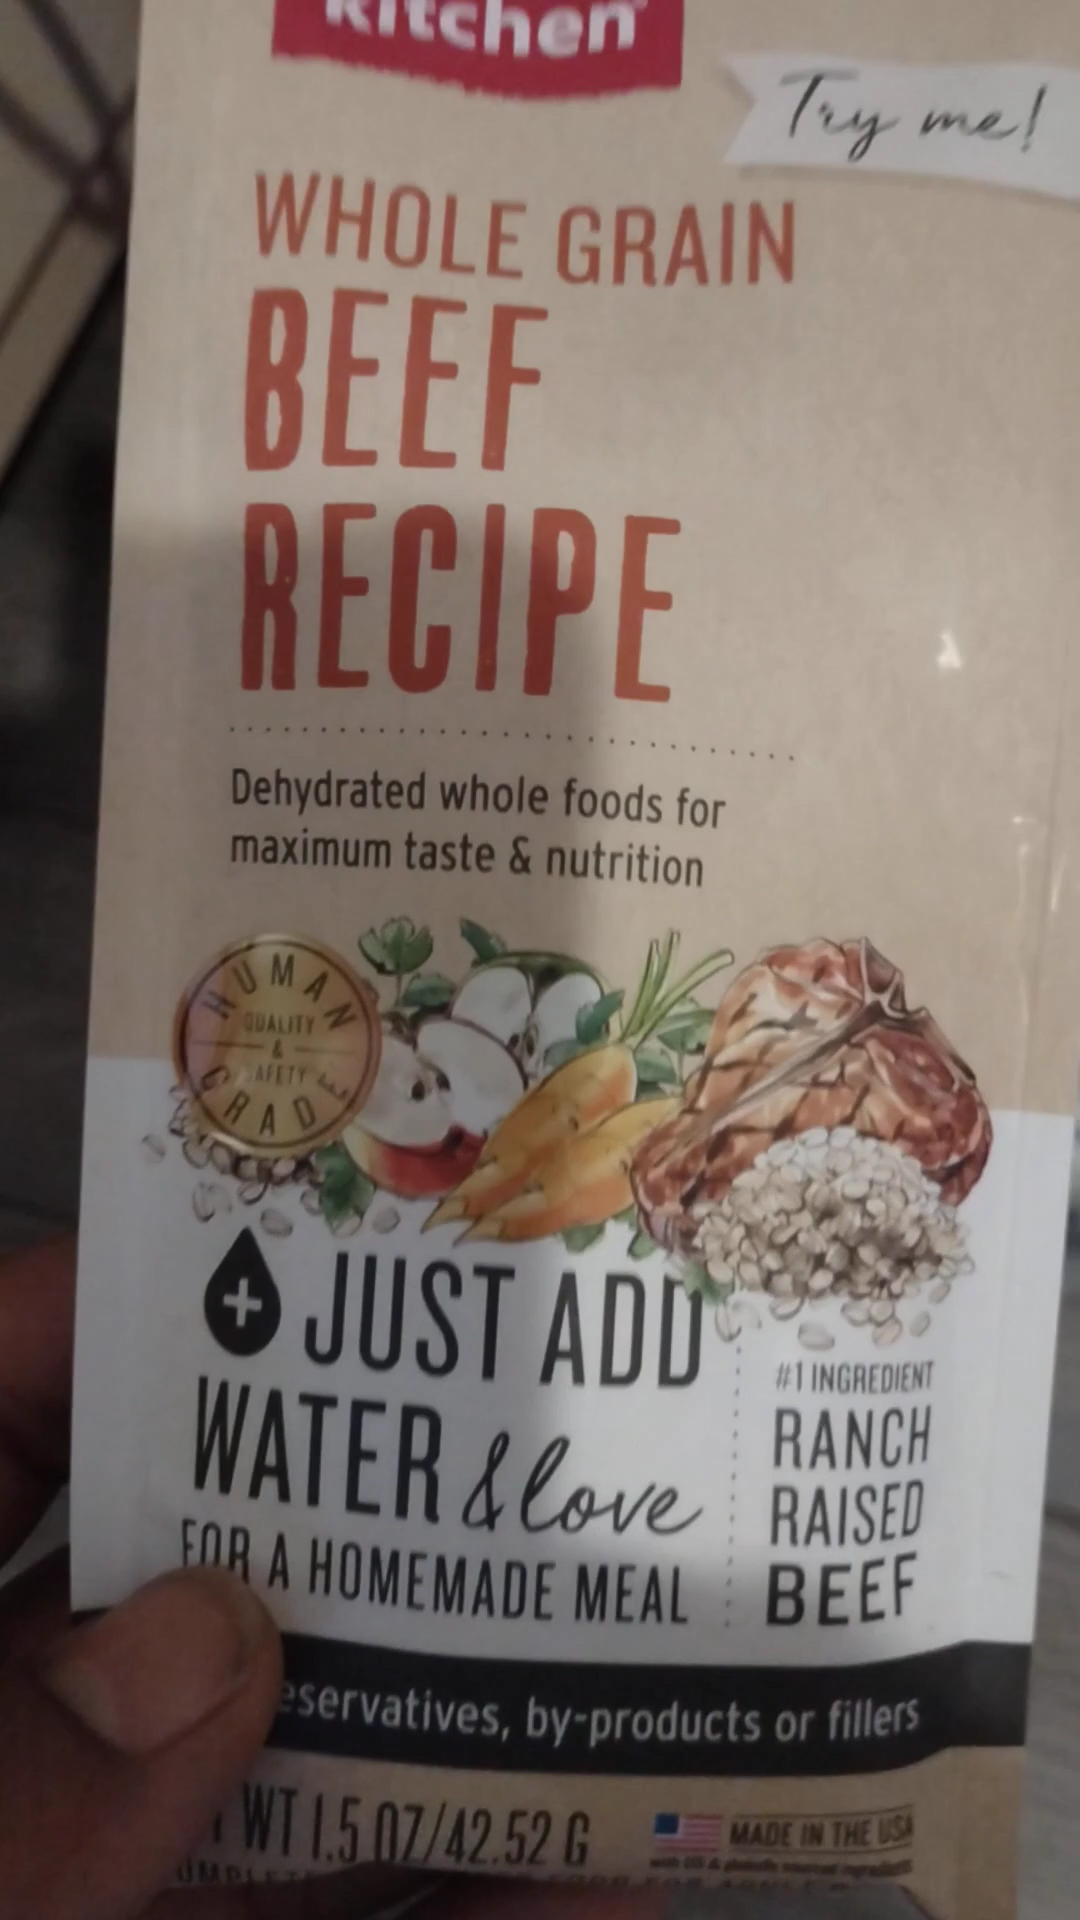 kitchen
Try me!
WHOLE GRAIN
BEEF
RECIPE
Dehydrated whole foods for
maximum taste & nutrition
HUMAN
QUALITY
&
SAFETY
GRADE
JUST ADD
WATER & love
FOR A HOMEMADE MEAL
#1 INGREDIENT
RANCH
RAISED
BEEF
eservatives, by-products or fillers
WT 1.5 OZ/42.52 G
MADE IN THE USA